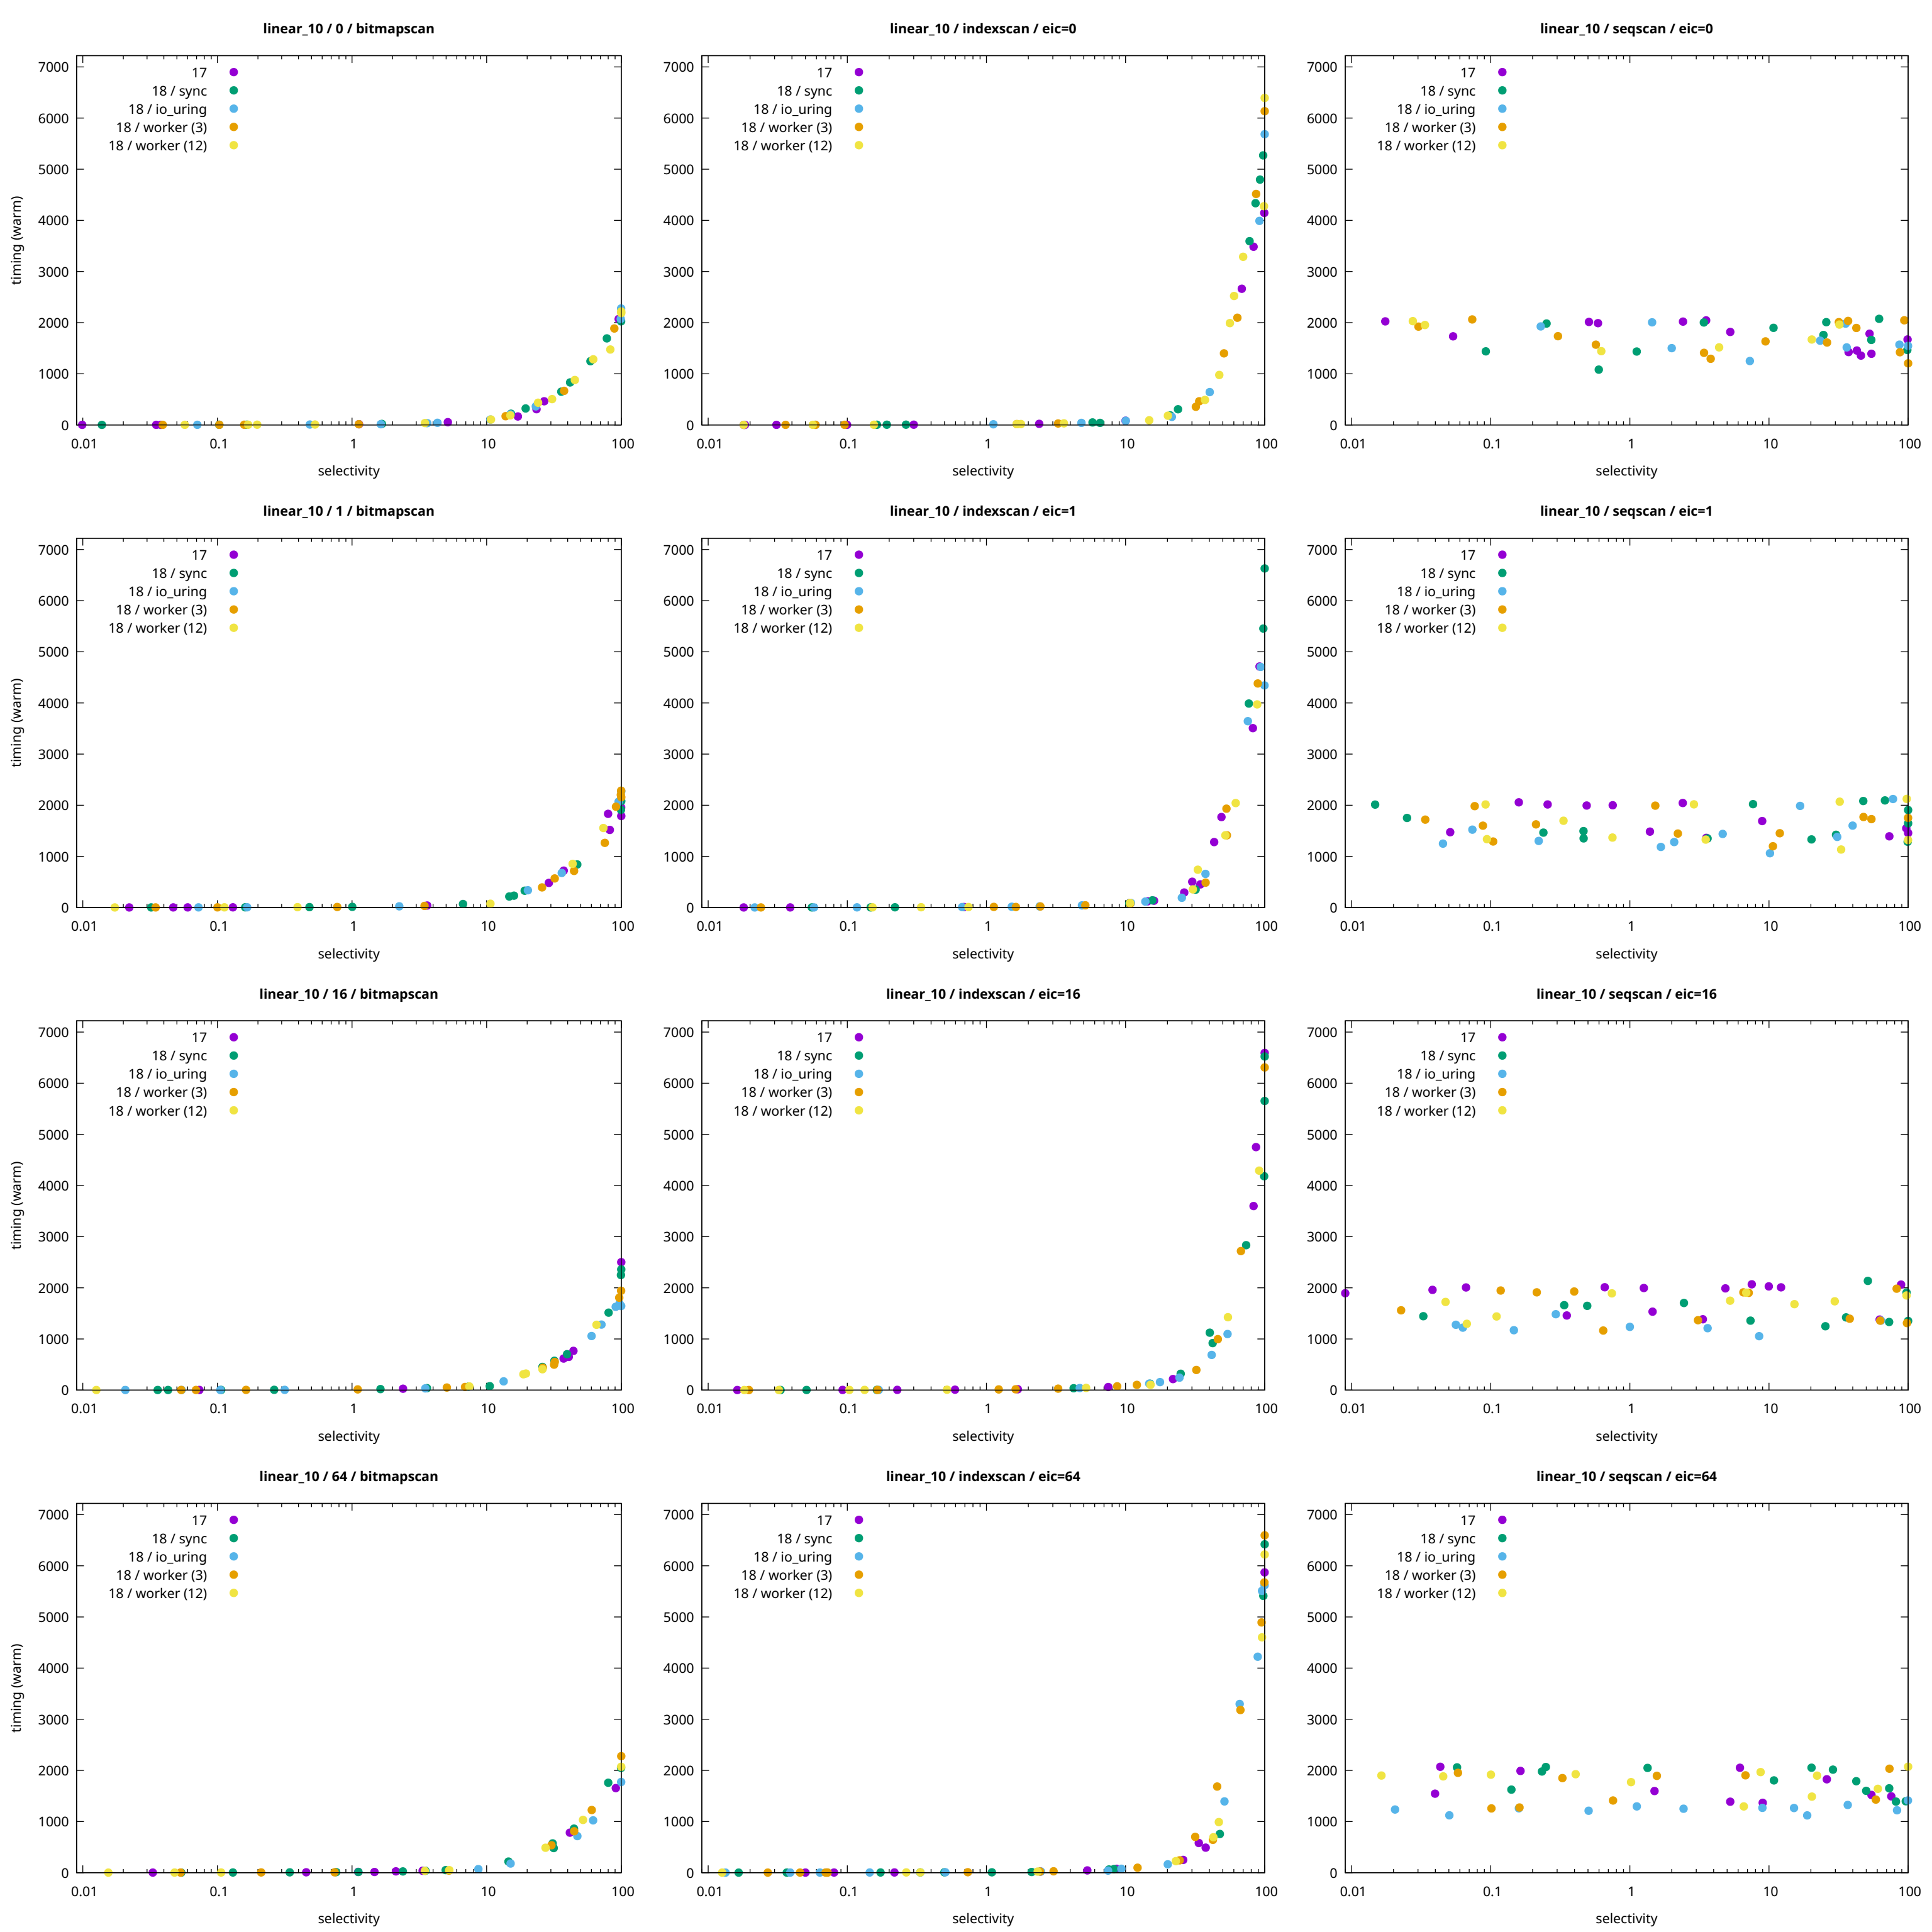 linear_10 / 0 / bitmapscan
7000
6000
5000
4000
3000
2000
1000
0
timing (warm)
17
18 / sync
18 / io_uring
18 / worker (3)
18 / worker (12)
0.01 0.1 1 10 100
selectivity
linear_10 / indexscan / eic=0
7000
6000
5000
4000
3000
2000
1000
0
17
18 / sync
18 / io_uring
18 / worker (3)
18 / worker (12)
0.01 0.1 1 10 100
selectivity
linear_10 / seqscan / eic=0
7000
6000
5000
4000
3000
2000
1000
0
17
18 / sync
18 / io_uring
18 / worker (3)
18 / worker (12)
0.01 0.1 1 10 100
selectivity
linear_10 / 1 / bitmapscan
7000
6000
5000
4000
3000
2000
1000
0
timing (warm)
17
18 / sync
18 / io_uring
18 / worker (3)
18 / worker (12)
0.01 0.1 1 10 100
selectivity
linear_10 / indexscan / eic=1
7000
6000
5000
4000
3000
2000
1000
0
17
18 / sync
18 / io_uring
18 / worker (3)
18 / worker (12)
0.01 0.1 1 10 100
selectivity
linear_10 / seqscan / eic=1
7000
6000
5000
4000
3000
2000
1000
0
17
18 / sync
18 / io_uring
18 / worker (3)
18 / worker (12)
0.01 0.1 1 10 100
selectivity
linear_10 / 16 / bitmapscan
7000
6000
5000
4000
3000
2000
1000
0
timing (warm)
17
18 / sync
18 / io_uring
18 / worker (3)
18 / worker (12)
0.01 0.1 1 10 100
selectivity
linear_10 / indexscan / eic=16
7000
6000
5000
4000
3000
2000
1000
0
17
18 / sync
18 / io_uring
18 / worker (3)
18 / worker (12)
0.01 0.1 1 10 100
selectivity
linear_10 / seqscan / eic=16
7000
6000
5000
4000
3000
2000
1000
0
17
18 / sync
18 / io_uring
18 / worker (3)
18 / worker (12)
0.01 0.1 1 10 100
selectivity
linear_10 / 64 / bitmapscan
7000
6000
5000
4000
3000
2000
1000
0
timing (warm)
17
18 / sync
18 / io_uring
18 / worker (3)
18 / worker (12)
0.01 0.1 1 10 100
selectivity
linear_10 / indexscan / eic=64
7000
6000
5000
4000
3000
2000
1000
0
17
18 / sync
18 / io_uring
18 / worker (3)
18 / worker (12)
0.01 0.1 1 10 100
selectivity
linear_10 / seqscan / eic=64
7000
6000
5000
4000
3000
2000
1000
0
17
18 / sync
18 / io_uring
18 / worker (3)
18 / worker (12)
0.01 0.1 1 10 100
selectivity